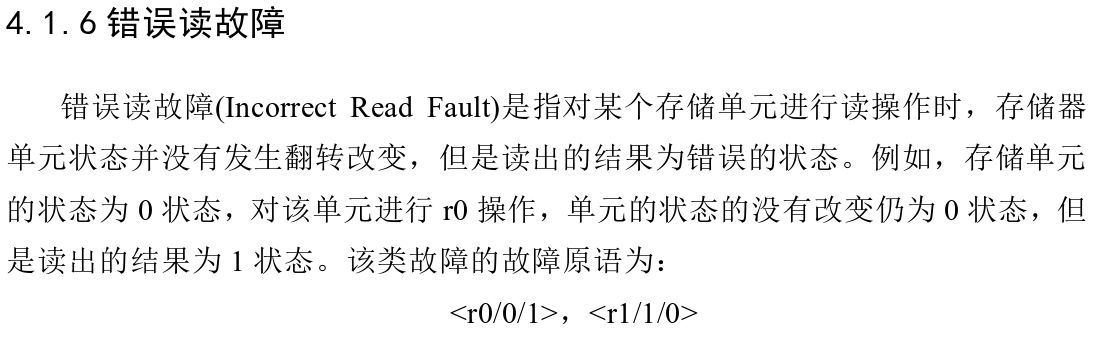 4.1.6 错误读故障
错误读故障(Incorrect Read Fault)是指对某个存储单元进行读操作时，存储器
单元状态并没有发生翻转改变，但是读出的结果为错误的状态。例如，存储单元
的状态为 0 状态，对该单元进行 r0 操作，单元的状态的没有改变仍为 0 状态，但
是读出的结果为 1 状态。该类故障的故障原语为：
<r0/0/1>，<r1/1/0>